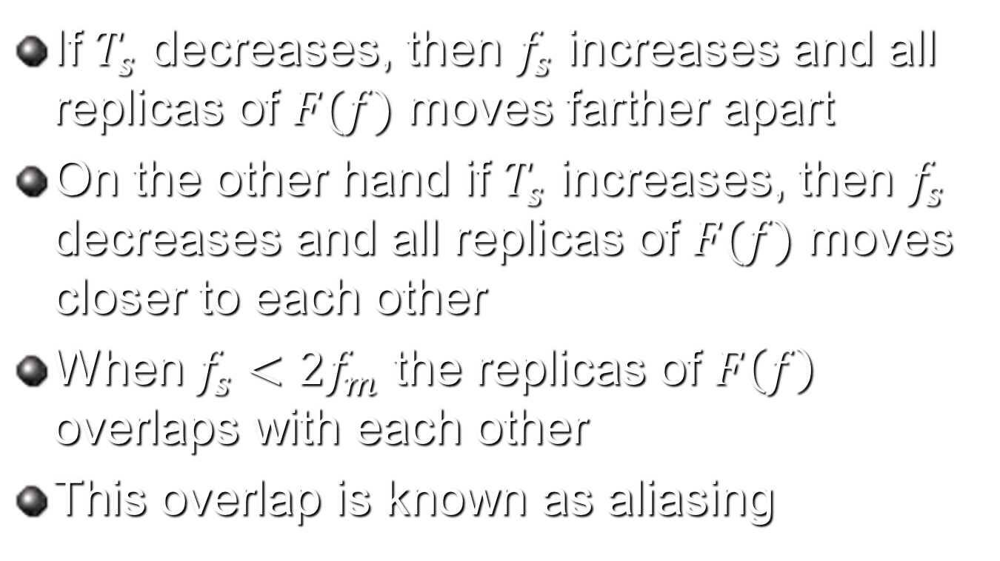 If T_s decreases, then f_s increases and all
replicas of F(f) moves farther apart
On the other hand if T_s increases, then f_s
decreases and all replicas of F(f) moves
closer to each other
When f_s < 2f_m the replicas of F(f)
overlaps with each other
This overlap is known as aliasing